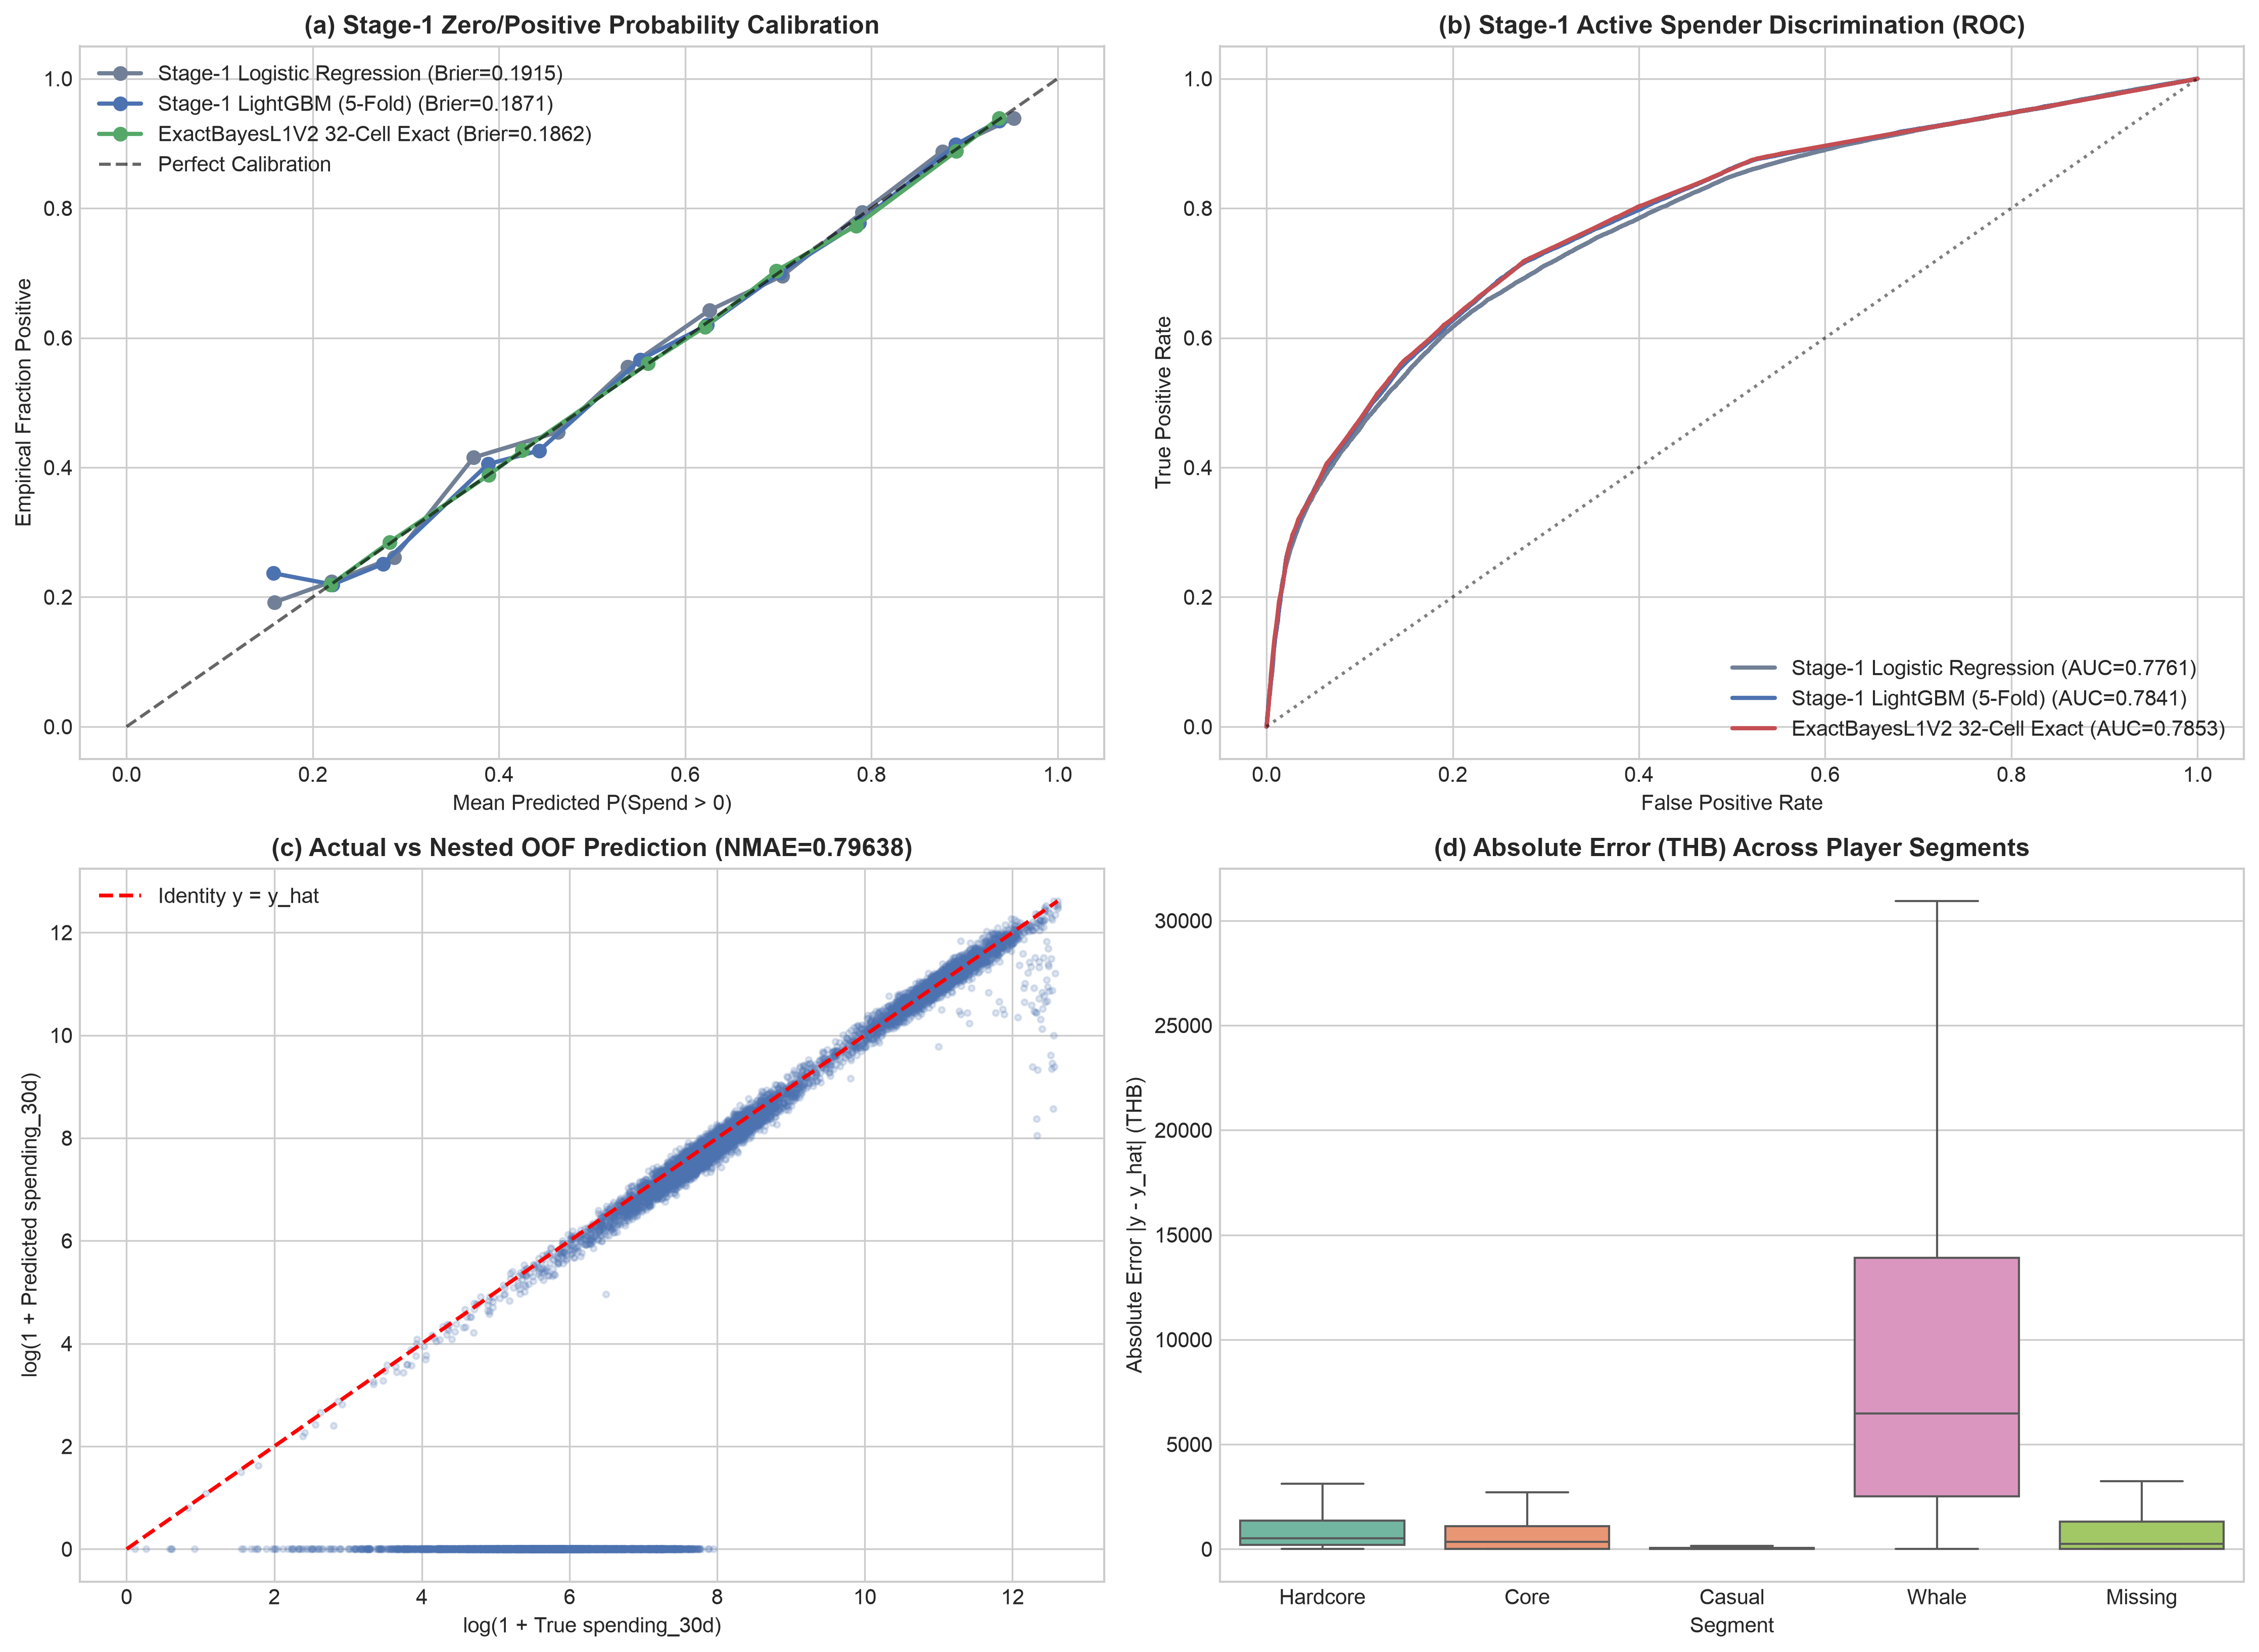 (a) Stage-1 Zero/Positive Probability Calibration
Stage-1 Logistic Regression (Brier=0.1915)
Stage-1 LightGBM (5-Fold) (Brier=0.1871)
ExactBayesL1V2 32-Cell Exact (Brier=0.1862)
Perfect Calibration
1.0
0.8
0.6
0.4
0.2
0.0
Empirical Fraction Positive
0.0 0.2 0.4 0.6 0.8 1.0
Mean Predicted P(Spend > 0)
(b) Stage-1 Active Spender Discrimination (ROC)
1.0
0.8
0.6
0.4
0.2
0.0
True Positive Rate
Stage-1 Logistic Regression (AUC=0.7761)
Stage-1 LightGBM (5-Fold) (AUC=0.7841)
ExactBayesL1V2 32-Cell Exact (AUC=0.7853)
0.0 0.2 0.4 0.6 0.8 1.0
False Positive Rate
(c) Actual vs Nested OOF Prediction (NMAE=0.79638)
Identity y = y_hat
12
10
8
6
4
2
0
log(1 + Predicted spending_30d)
0 2 4 6 8 10 12
log(1 + True spending_30d)
(d) Absolute Error (THB) Across Player Segments
30000
25000
20000
15000
10000
5000
0
Absolute Error |y - y_hat| (THB)
Hardcore Core Casual Whale Missing
Segment